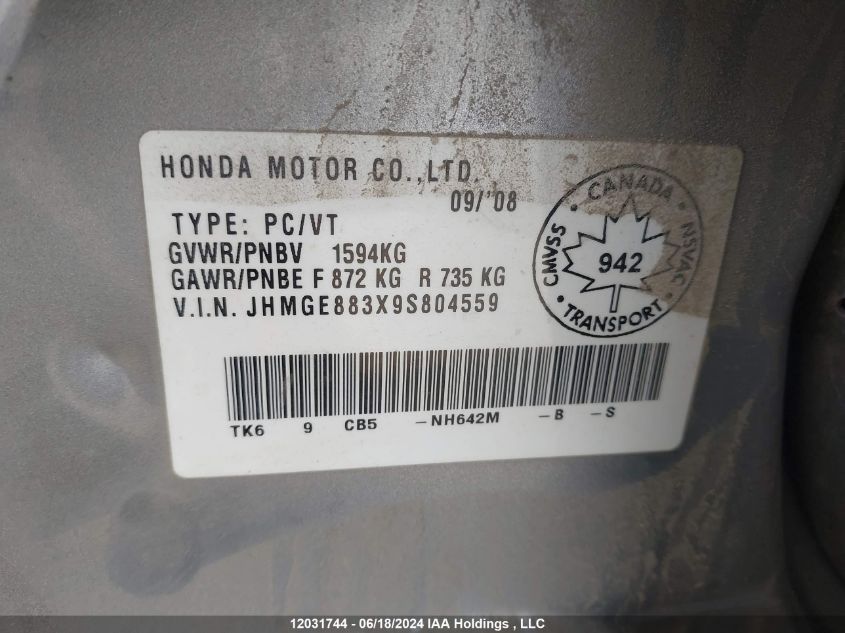 HONDA MOTOR CO.,LTD.
09/'08
TYPE: PC/VT
GVWR/PNBV 1594KG
GAWR/PNBE F 872 KG R 735 KG
V.I.N. JHMGE883X9S804559
CANADA
CMVSS
942
NSVAC
TRANSPORT
TK6 9 CB5 -NH642M -B -S
12031744 - 06/18/2024 IAA Holdings , LLC